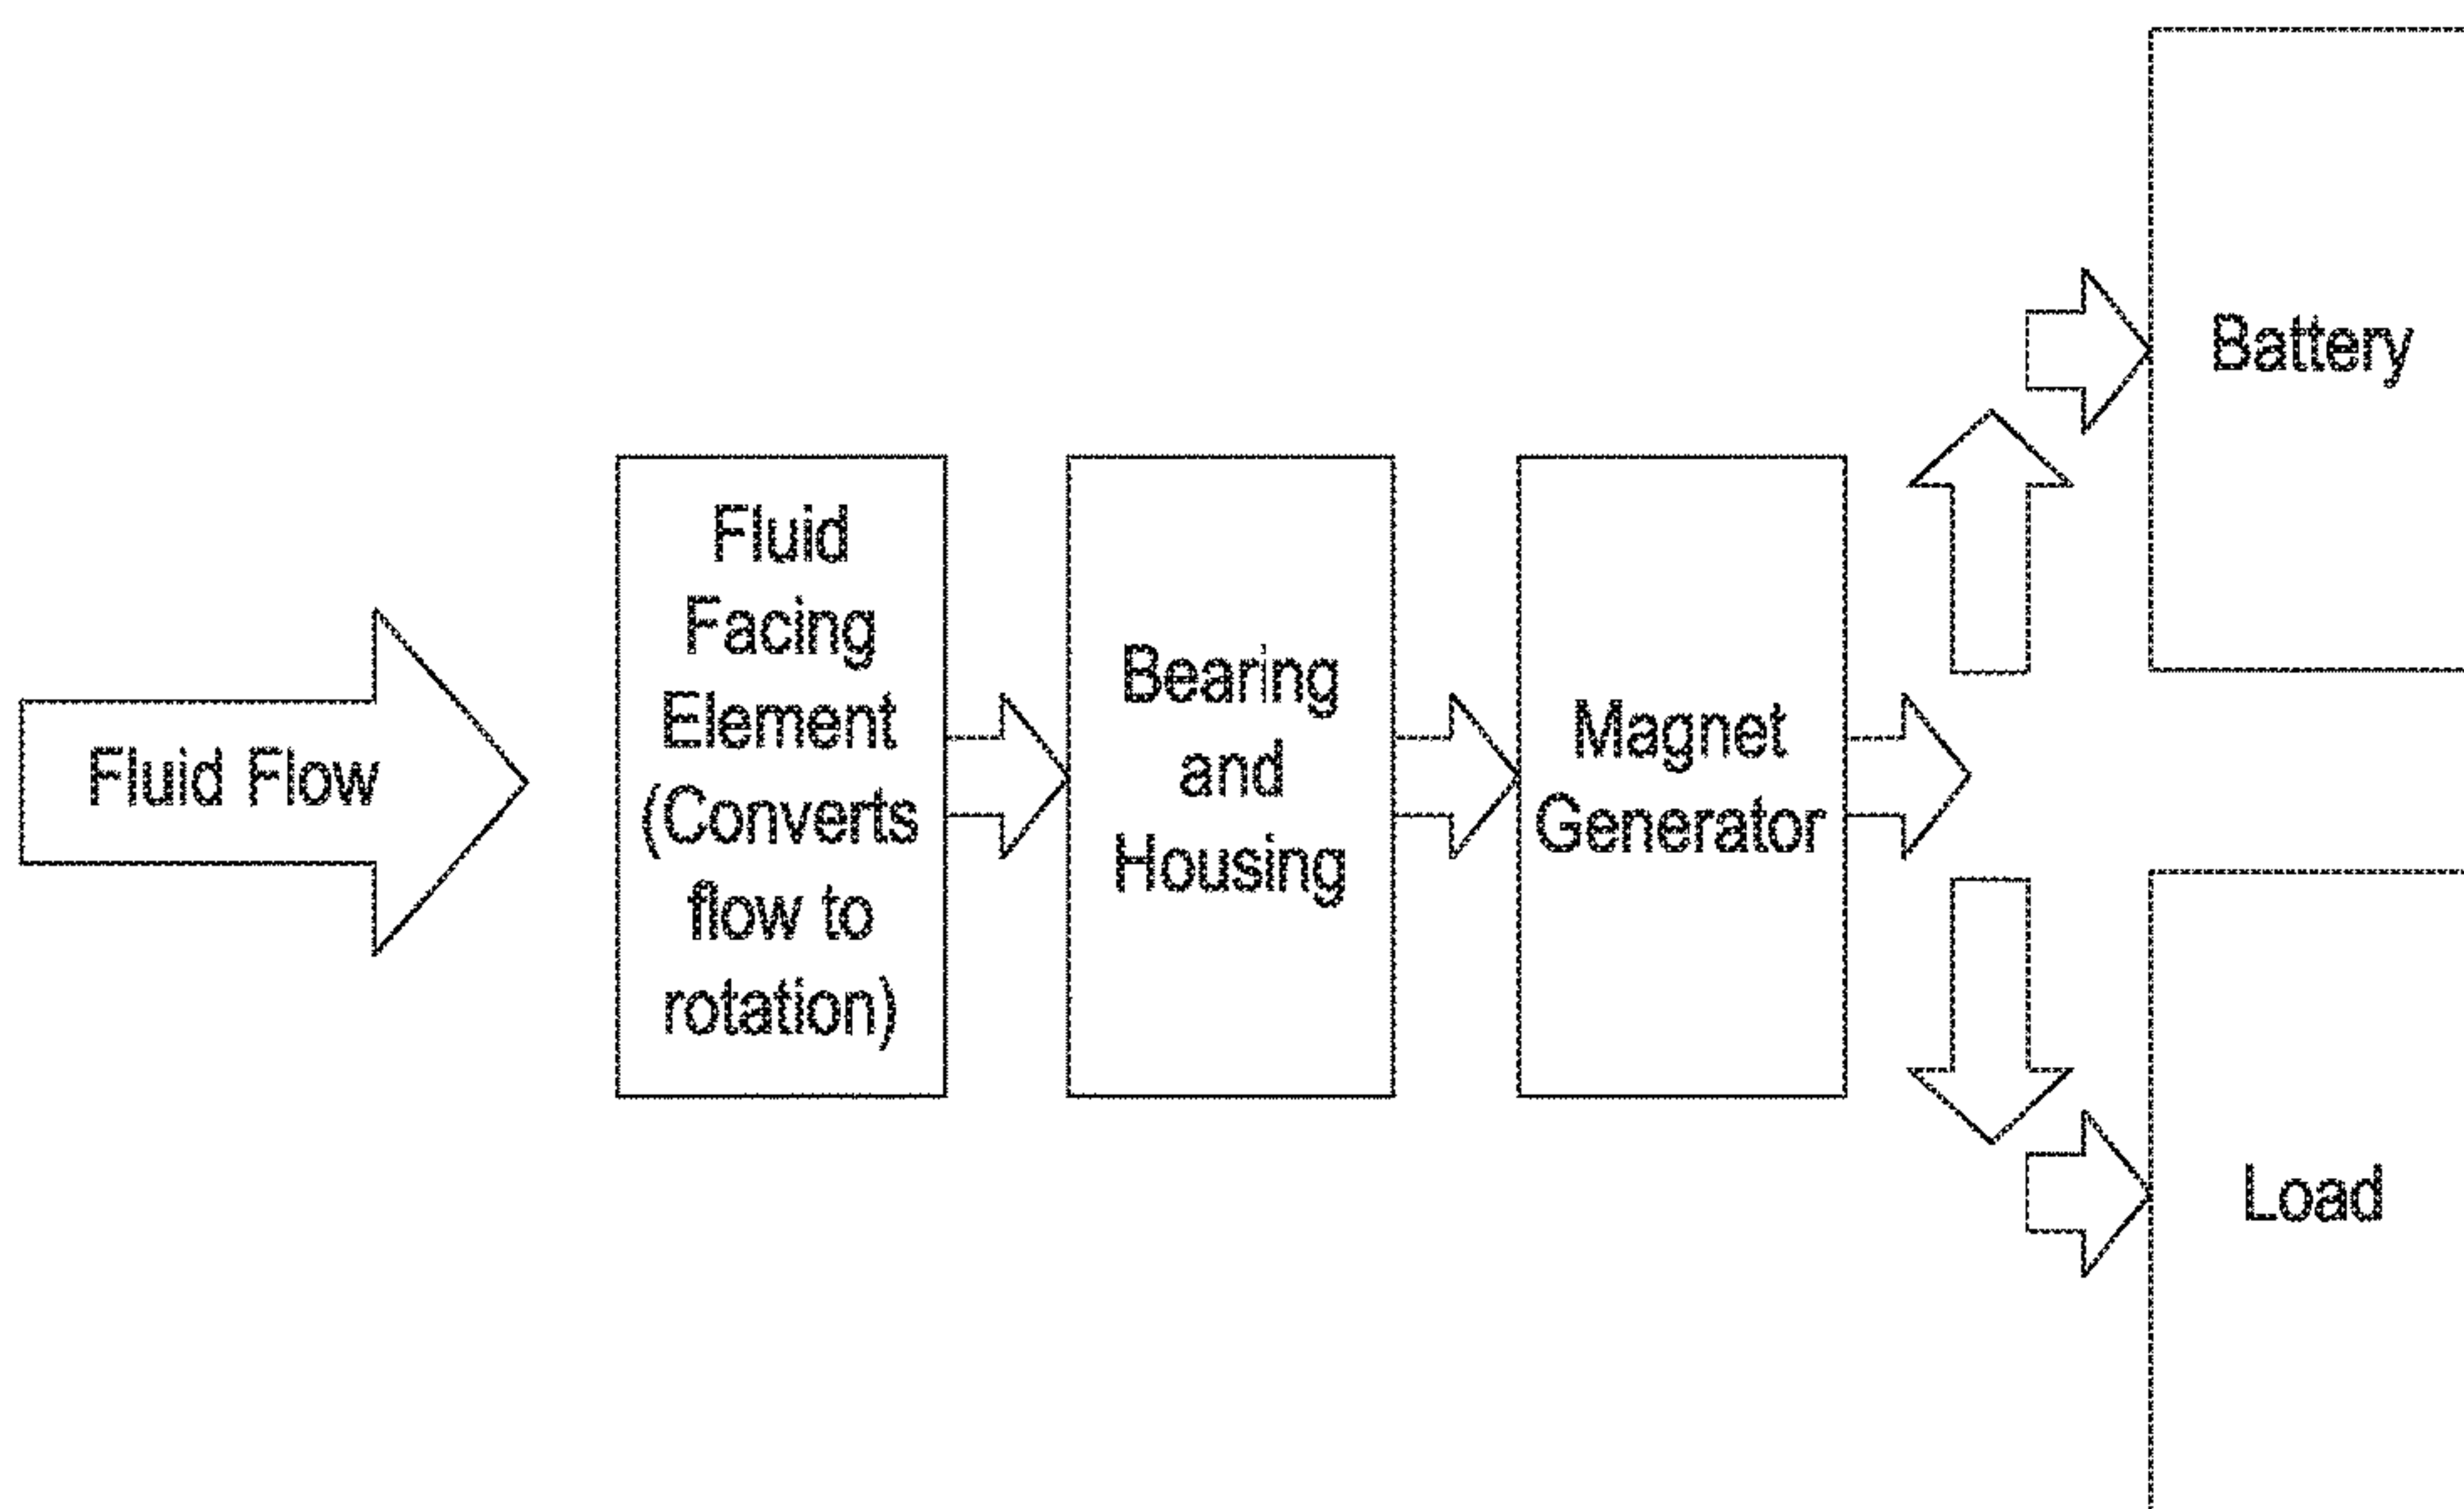 Fluid Flow
Fluid
Facing
Element
(Converts
flow to
rotation)
Bearing
and
Housing
Magnet
Generator
Battery
Load